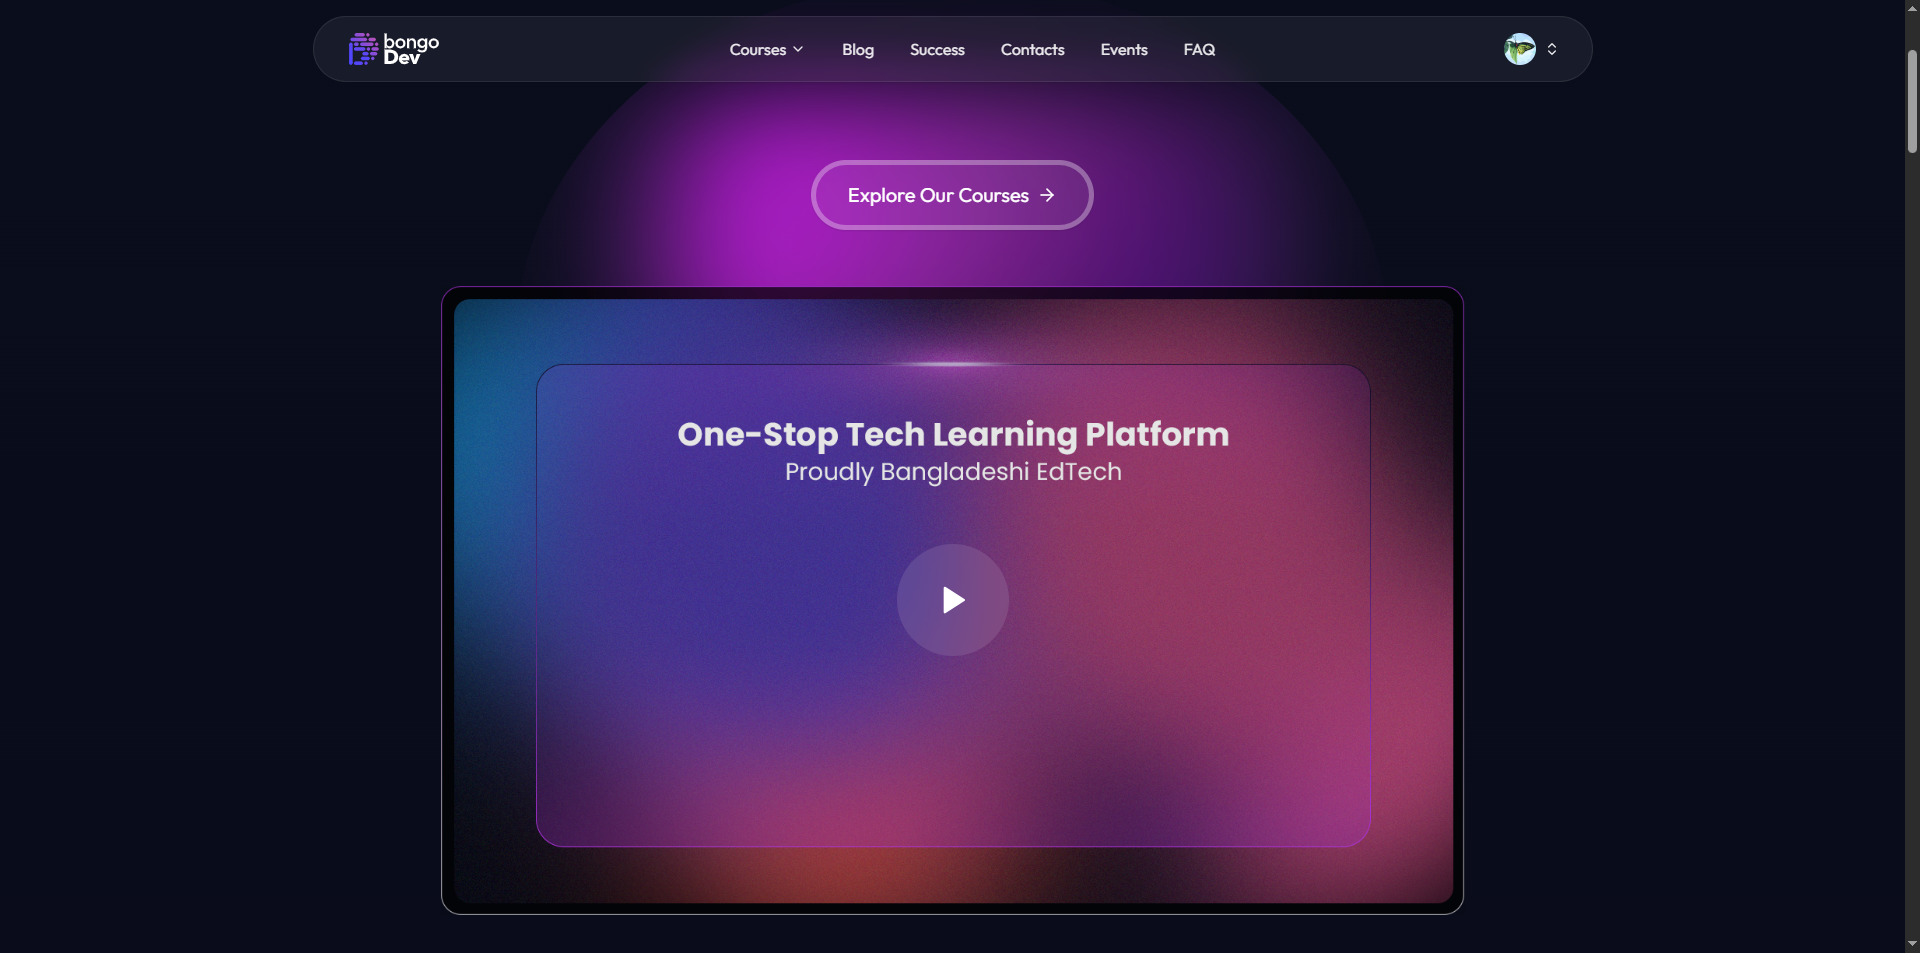 bongo
Dev
Courses
Blog
Success
Contacts
Events
FAQ
Explore Our Courses →
One-Stop Tech Learning Platform
Proudly Bangladeshi EdTech